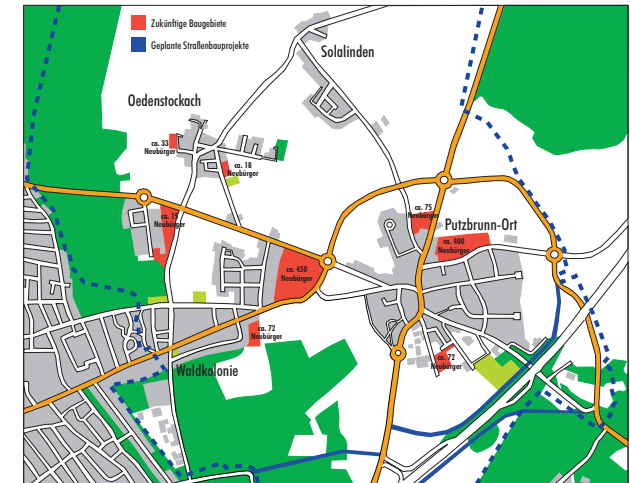 Zukünftige Baugebiete
Geplante Straßenbauprojekte
Solalinden
Oedenstockach
ca. 33
Neubürger
ca. 18
Neubürger
ca. 15
Neubürger
ca. 75
Neubürger
Putzbrunn-Ort
ca. 400
Neubürger
ca. 450
Neubürger
ca. 72
Neubürger
Waldkolonie
ca. 72
Neubürger